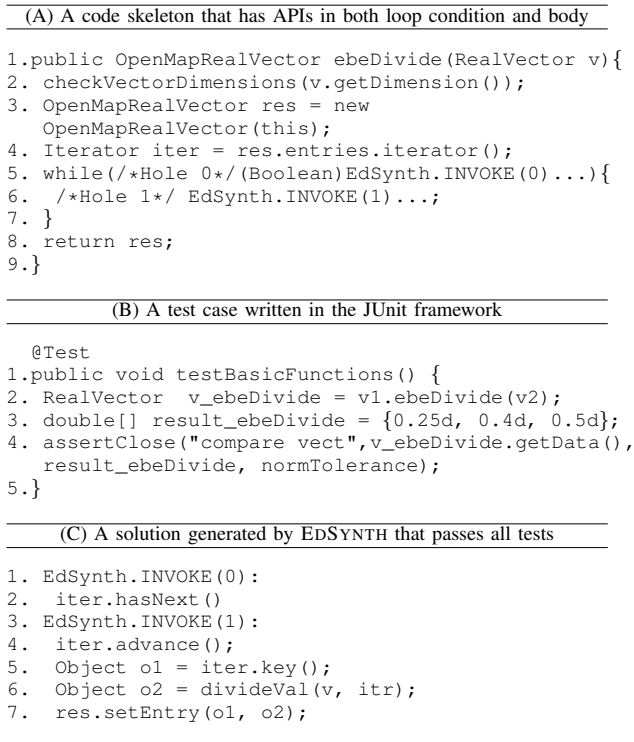 (A) A code skeleton that has APIs in both loop condition and body
1.public OpenMapRealVector ebeDivide(RealVector v){
2. checkVectorDimensions(v.getDimension());
3. OpenMapRealVector res = new
OpenMapRealVector(this);
4. Iterator iter = res.entries.iterator();
5. while(/*Hole 0*/(Boolean)EdSynth.INVOKE(0)...){
6. /*Hole 1*/ EdSynth.INVOKE(1)...;
7. }
8. return res;
9.}
(B) A test case written in the JUnit framework
@Test
1.public void testBasicFunctions() {
2. RealVector v_ebeDivide = v1.ebeDivide(v2);
3. double[] result_ebeDivide = {0.25d, 0.4d, 0.5d};
4. assertClose("compare vect",v_ebeDivide.getData(),
result_ebeDivide, normTolerance);
5.}
(C) A solution generated by EDSYNTH that passes all tests
1. EdSynth.INVOKE(0):
2. iter.hasNext()
3. EdSynth.INVOKE(1):
4. iter.advance();
5. Object o1 = iter.key();
6. Object o2 = divideVal(v, itr);
7. res.setEntry(o1, o2);